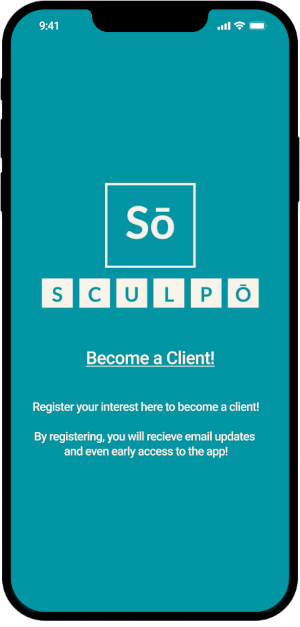 9:41
Sō
SCULPŌ
Become a Client!
Register your interest here to become a client!
By registering, you will recieve email updates
and even early access to the app!